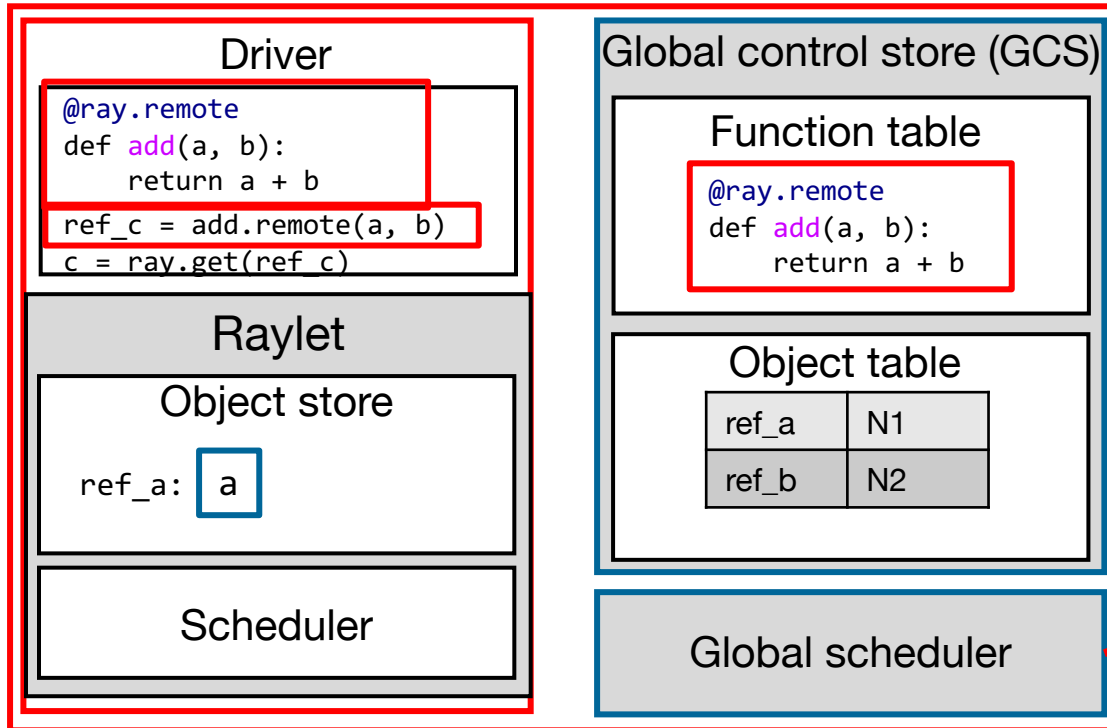 Driver
@ray.remote
def add(a, b):
    return a + b
ref_c = add.remote(a, b)
c = ray.get(ref_c)
Raylet
Object store
ref_a: a
Scheduler
Global control store (GCS)
Function table
@ray.remote
def add(a, b):
    return a + b
Object table
ref_a N1
ref_b N2
Global scheduler